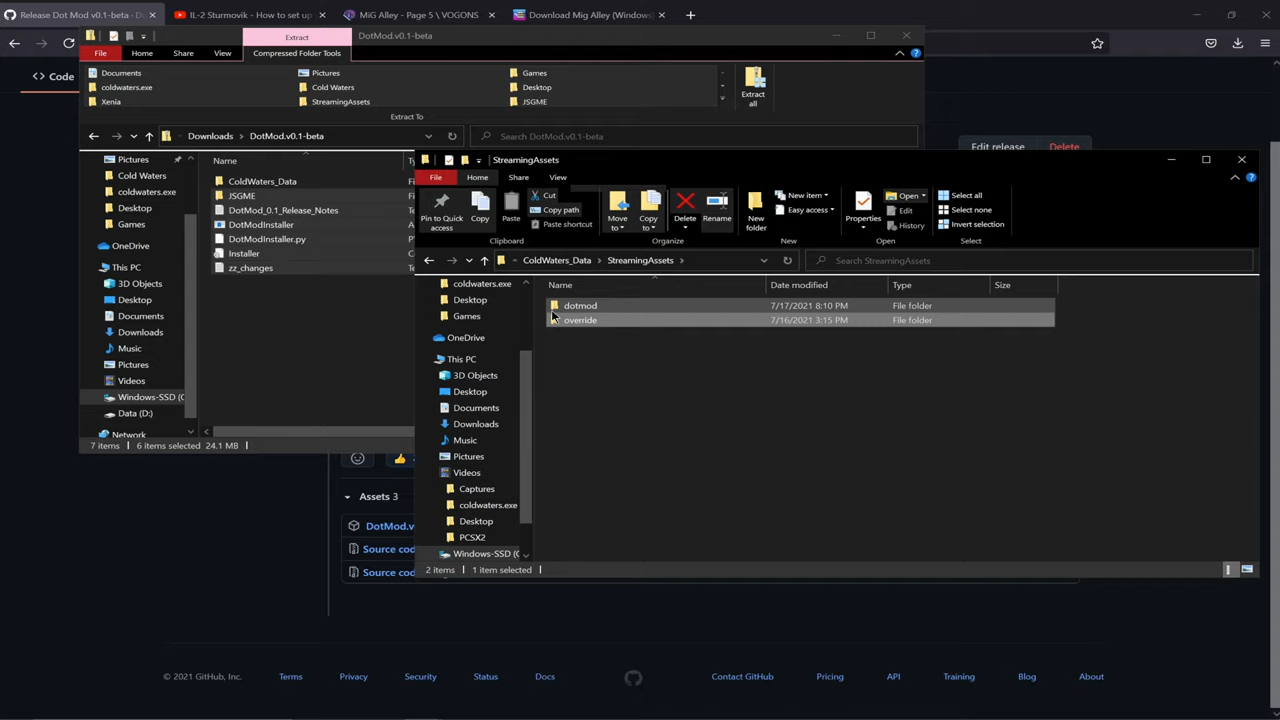 Release Dot Mod v0.1-beta · Do
IL-2 Sturmovik - How to set up
MiG Alley - Page 5 \ VOGONS
Download Mig Alley (Windows)
Extract
DotMod.v0.1-beta
File
Home
Share
View
Compressed Folder Tools
<> Code
Documents
Pictures
Games
coldwaters.exe
Cold Waters
Desktop
Xenia
StreamingAssets
JSGME
Extract all
Extract To
Downloads > DotMod.v0.1-beta
Search DotMod.v0.1-beta
Edit release
Delete
Pictures
Cold Waters
coldwaters.exe
Desktop
Games
OneDrive
This PC
3D Objects
Desktop
Documents
Downloads
Music
Pictures
Videos
Windows-SSD (C
Data (D:)
Network
Name
ColdWaters_Data
JSGME
DotMod_0.1_Release_Notes
DotModInstaller
DotModInstaller.py
Installer
zz_changes
7 items
6 items selected 24.1 MB
StreamingAssets
File
Home
Share
View
Pin to Quick access
Copy
Paste
Cut
Copy path
Paste shortcut
Clipboard
Move to
Copy to
Delete
Rename
Organize
New folder
New item
Easy access
New
Properties
Open
Edit
History
Open
Select all
Select none
Invert selection
Select
ColdWaters_Data > StreamingAssets >
Search StreamingAssets
Name
Date modified
Type
Size
dotmod
7/17/2021 8:10 PM
File folder
override
7/16/2021 3:15 PM
File folder
coldwaters.exe
Desktop
Games
OneDrive
This PC
3D Objects
Desktop
Documents
Downloads
Music
Pictures
Videos
Captures
coldwaters.exe
Desktop
PCSX2
Windows-SSD (C
2 items
1 item selected
Assets 3
DotMod.v
Source cod
Source cod
© 2021 GitHub, Inc.
Terms
Privacy
Security
Status
Docs
Contact GitHub
Pricing
API
Training
Blog
About